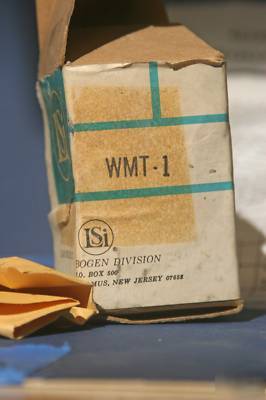 WMT-1
LSi
BOGEN DIVISION
BOX 500
NEW JERSEY 07652